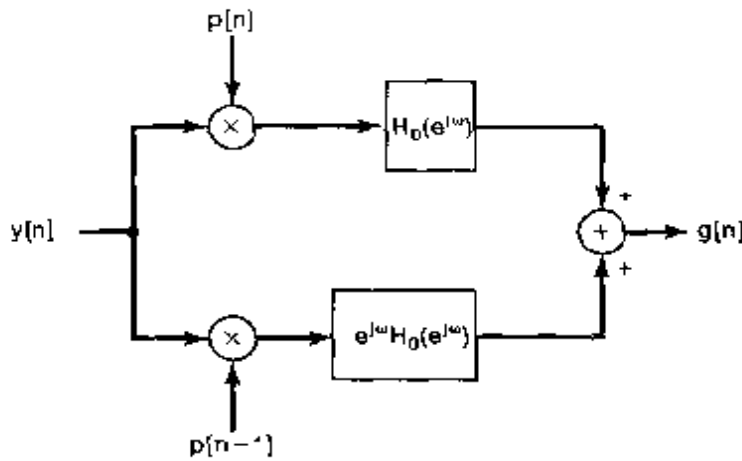 p[n]
×
H₀(e^{jω})
+
y[n]
+
g[n]
+
×
e^{jω}H₀(e^{jω})
p[n-1]